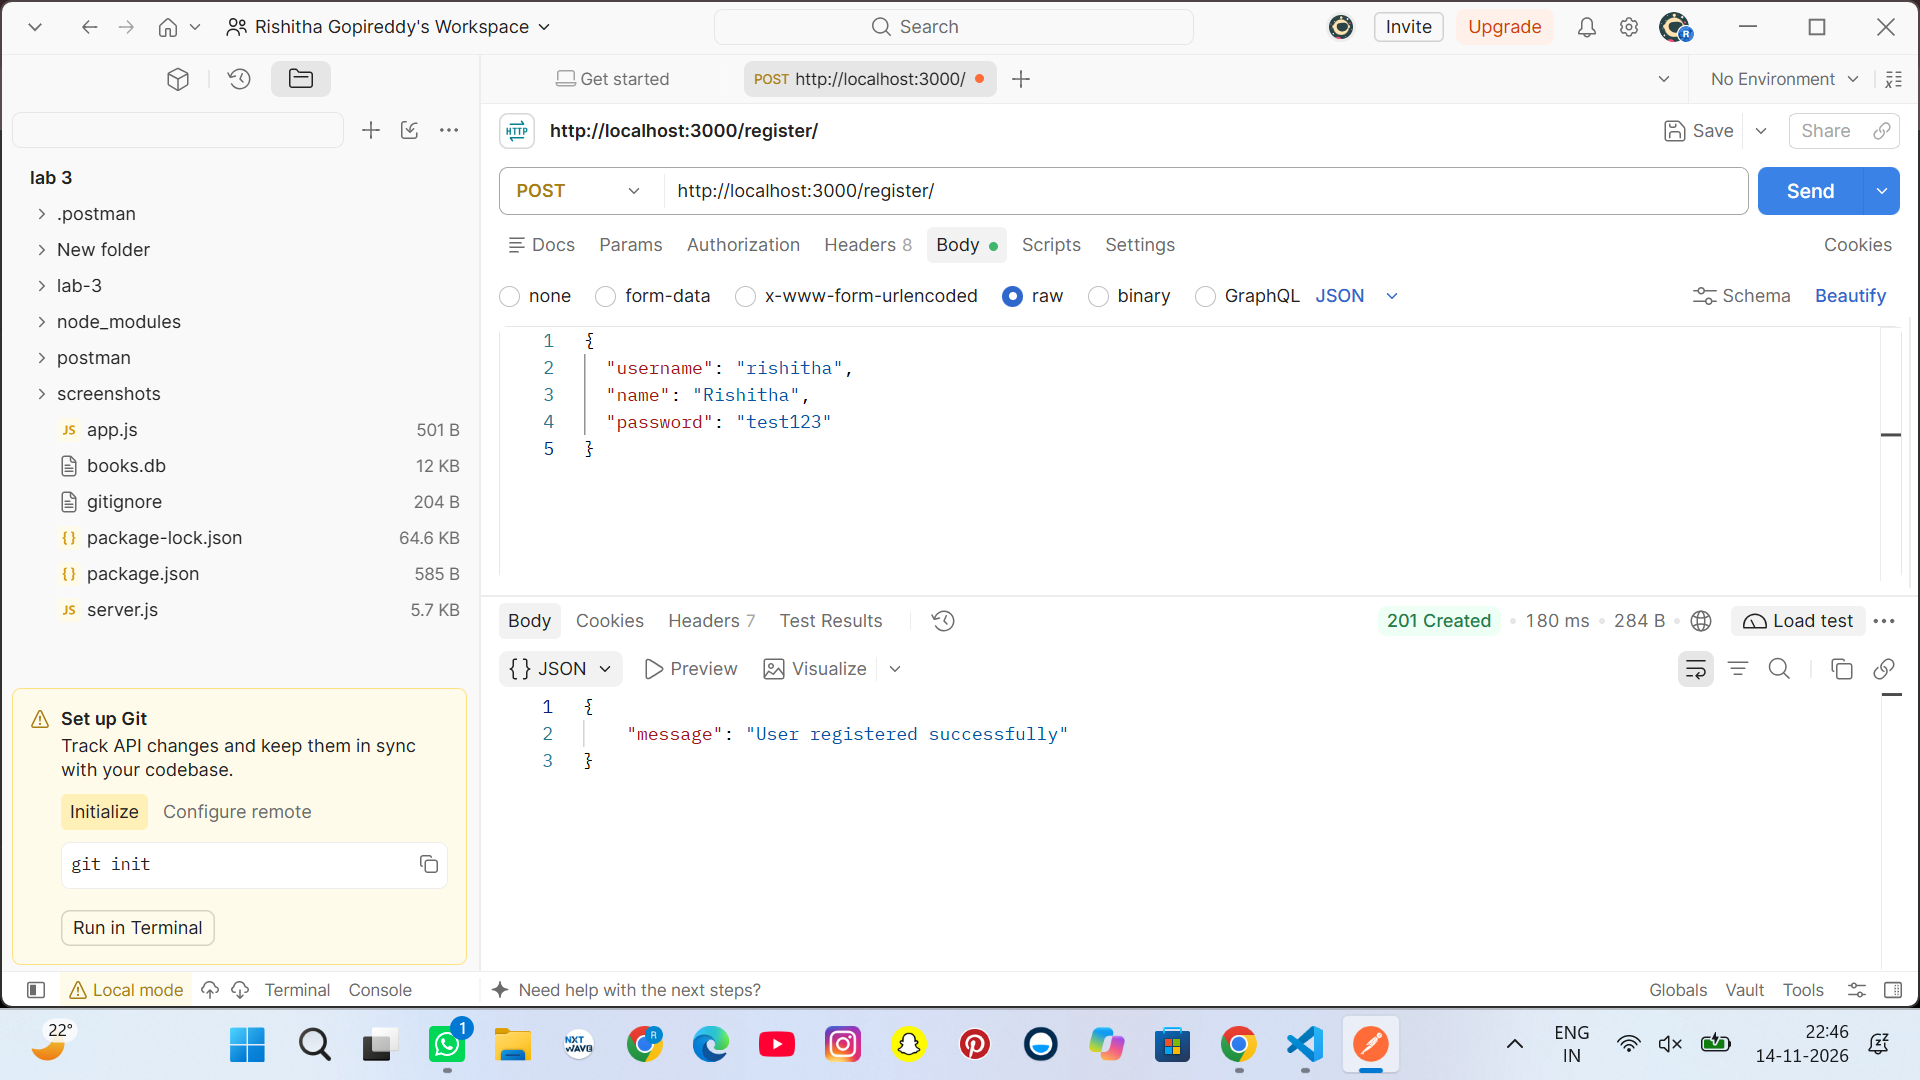 Rishitha Gopireddy's Workspace
Search
Invite
Upgrade
R
Get started
POST http://localhost:3000/
No Environment
HTTP
http://localhost:3000/register/
Save
Share
lab 3
.postman
New folder
lab-3
node_modules
postman
screenshots
JS app.js 501 B
books.db 12 KB
gitignore 204 B
{} package-lock.json 64.6 KB
{} package.json 585 B
JS server.js 5.7 KB
POST
http://localhost:3000/register/
Send
Docs Params Authorization Headers 8 Body Scripts Settings Cookies
none form-data x-www-form-urlencoded raw binary GraphQL JSON Schema Beautify
1 {
2 "username": "rishitha",
3 "name": "Rishitha",
4 "password": "test123"
5 }
Body Cookies Headers 7 Test Results
201 Created 180 ms 284 B Load test
{} JSON Preview Visualize
1 {
2 "message": "User registered successfully"
3 }
Set up Git
Track API changes and keep them in sync
with your codebase.
Initialize Configure remote
git init
Run in Terminal
Local mode Terminal Console Need help with the next steps? Globals Vault Tools
22°
1
NXT
WAVE
R
ENG
IN
22:46
14-11-2026